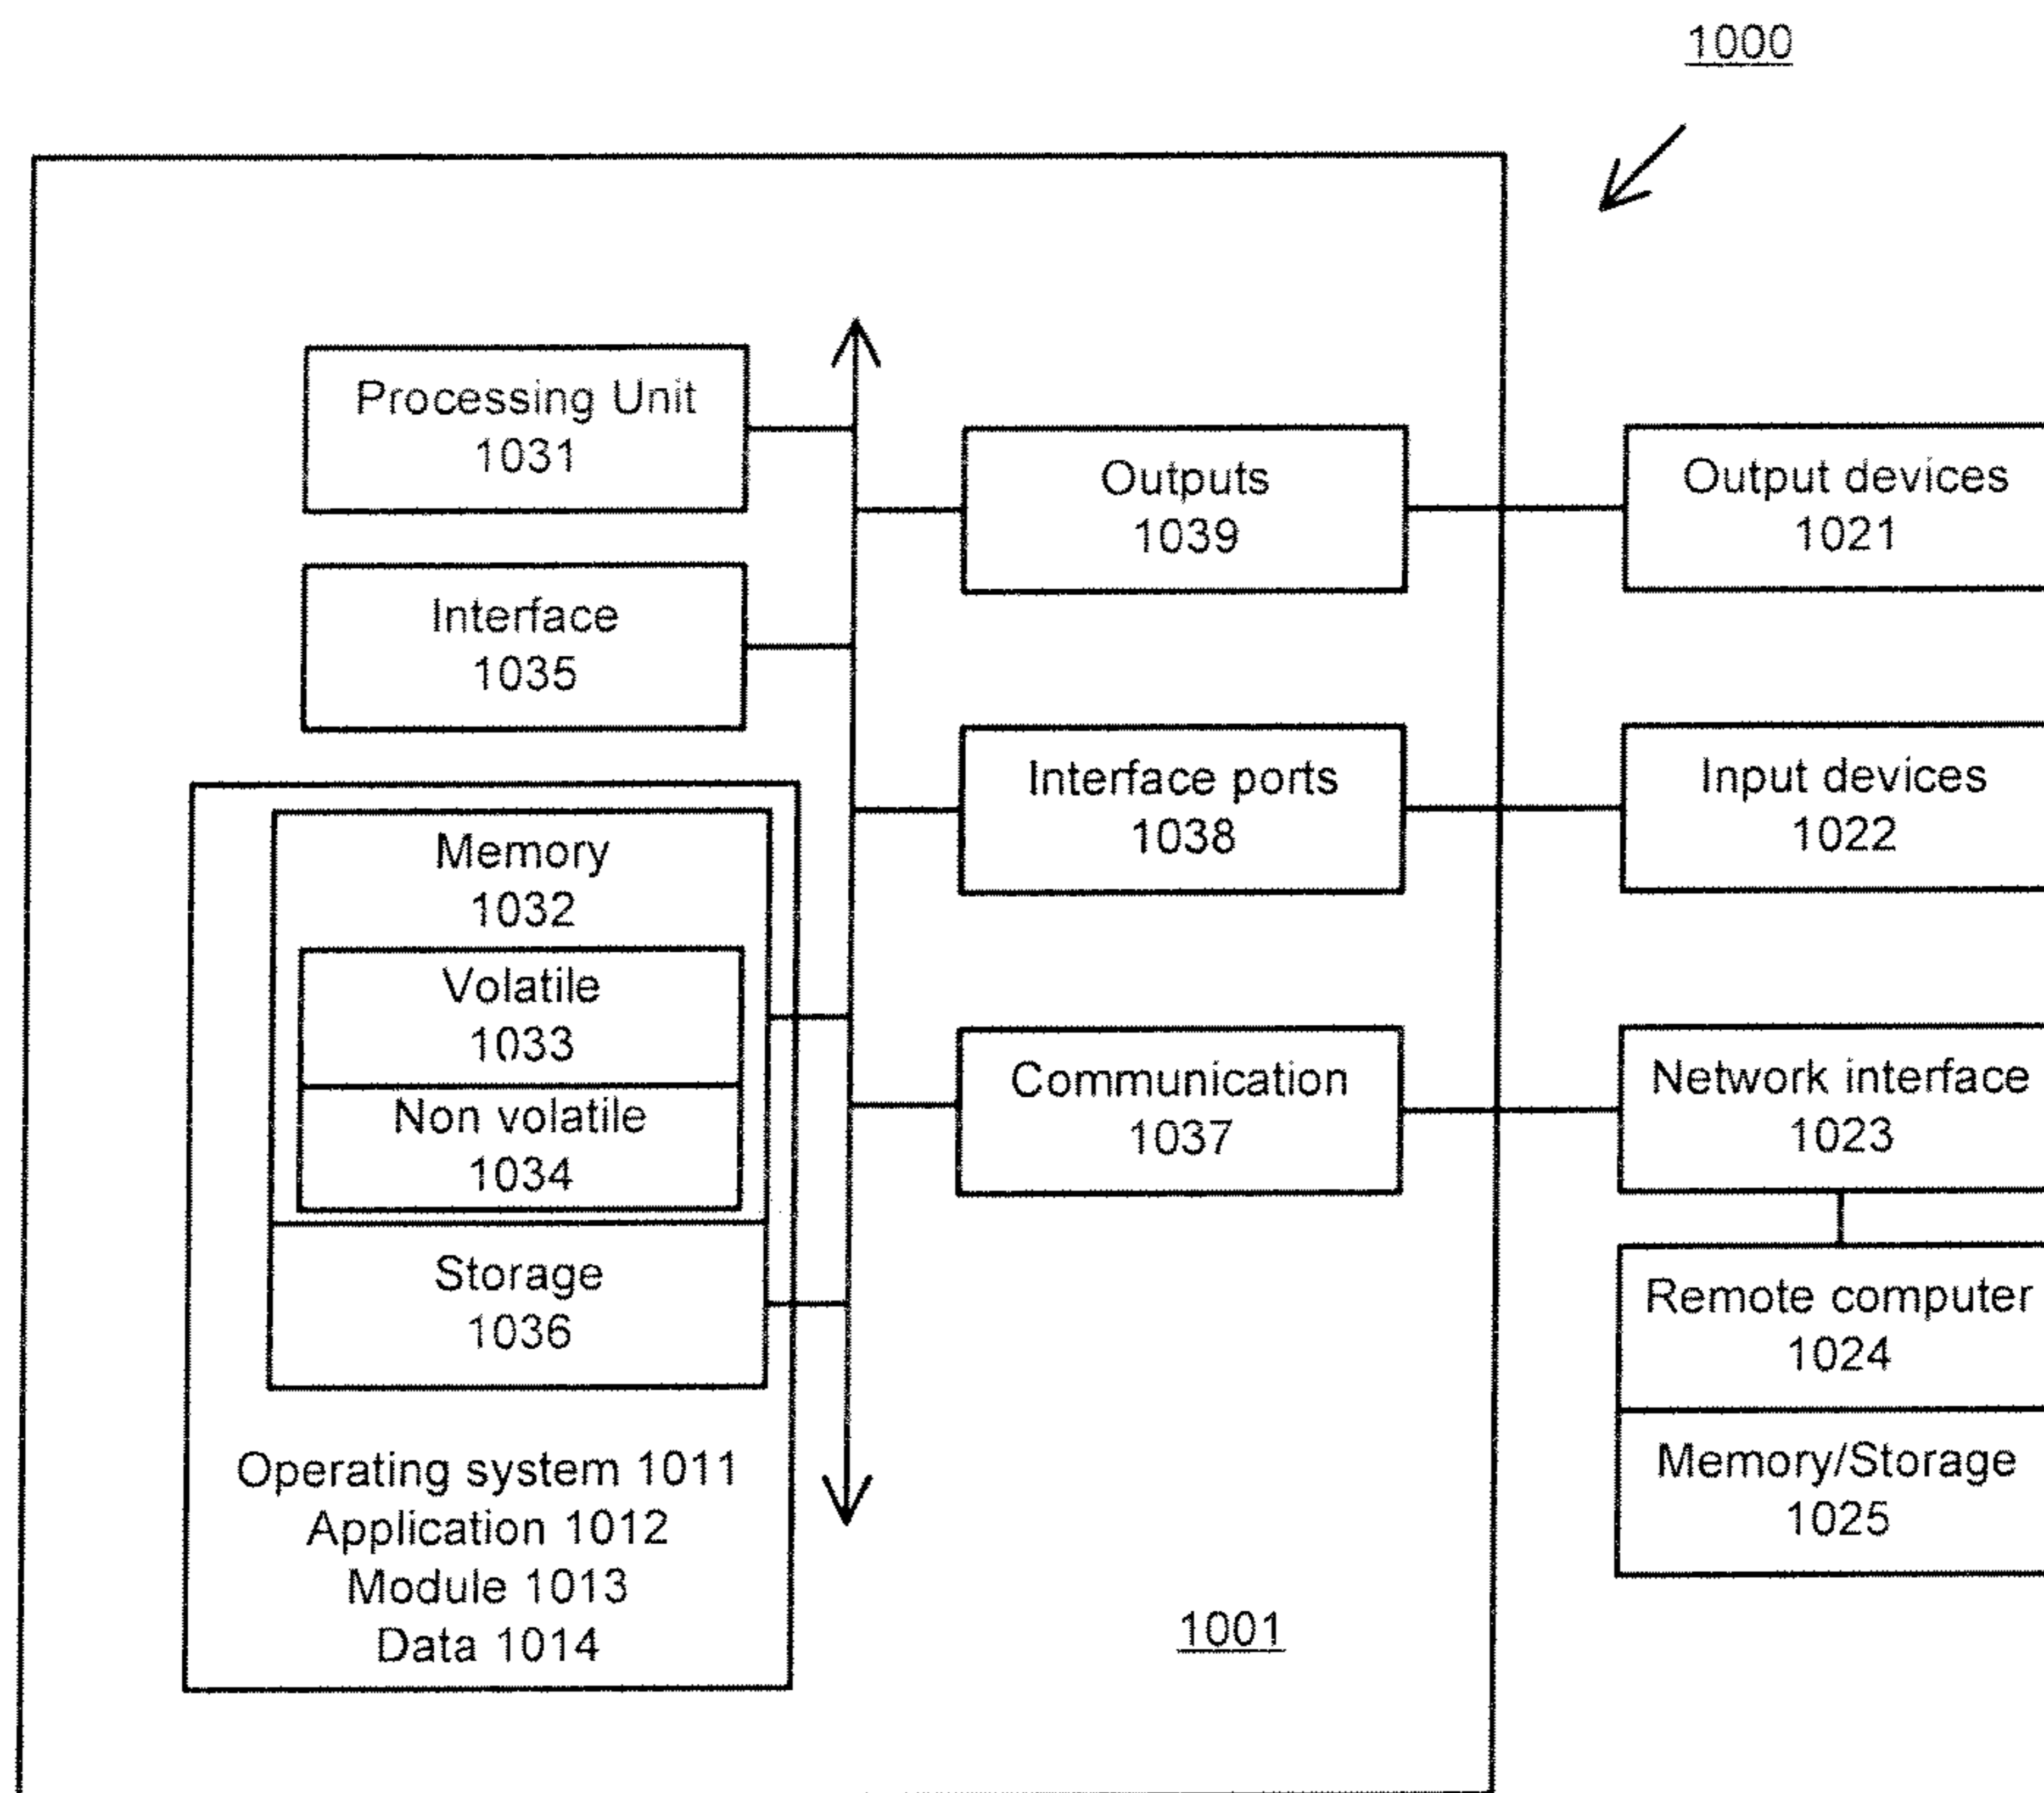 1000
Processing Unit
1031
Outputs
1039
Output devices
1021
Interface
1035
Interface ports
1038
Input devices
1022
Memory
1032
Volatile
1033
Non volatile
1034
Communication
1037
Network interface
1023
Storage
1036
Remote computer
1024
Memory/Storage
1025
Operating system 1011
Application 1012
Module 1013
Data 1014
1001